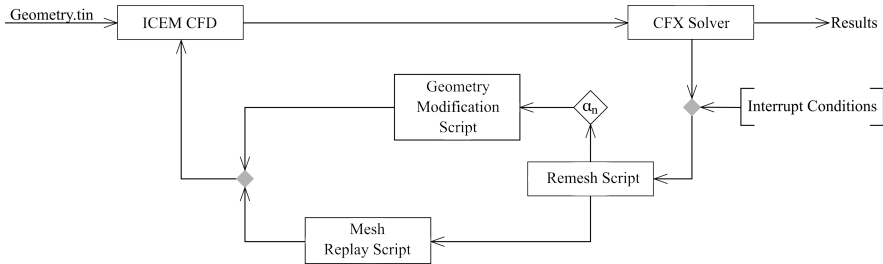 Geometry.tin
ICEM CFD
CFX Solver
Results
Geometry
Modification
Script
αn
Interrupt Conditions
Remesh Script
Mesh
Replay Script